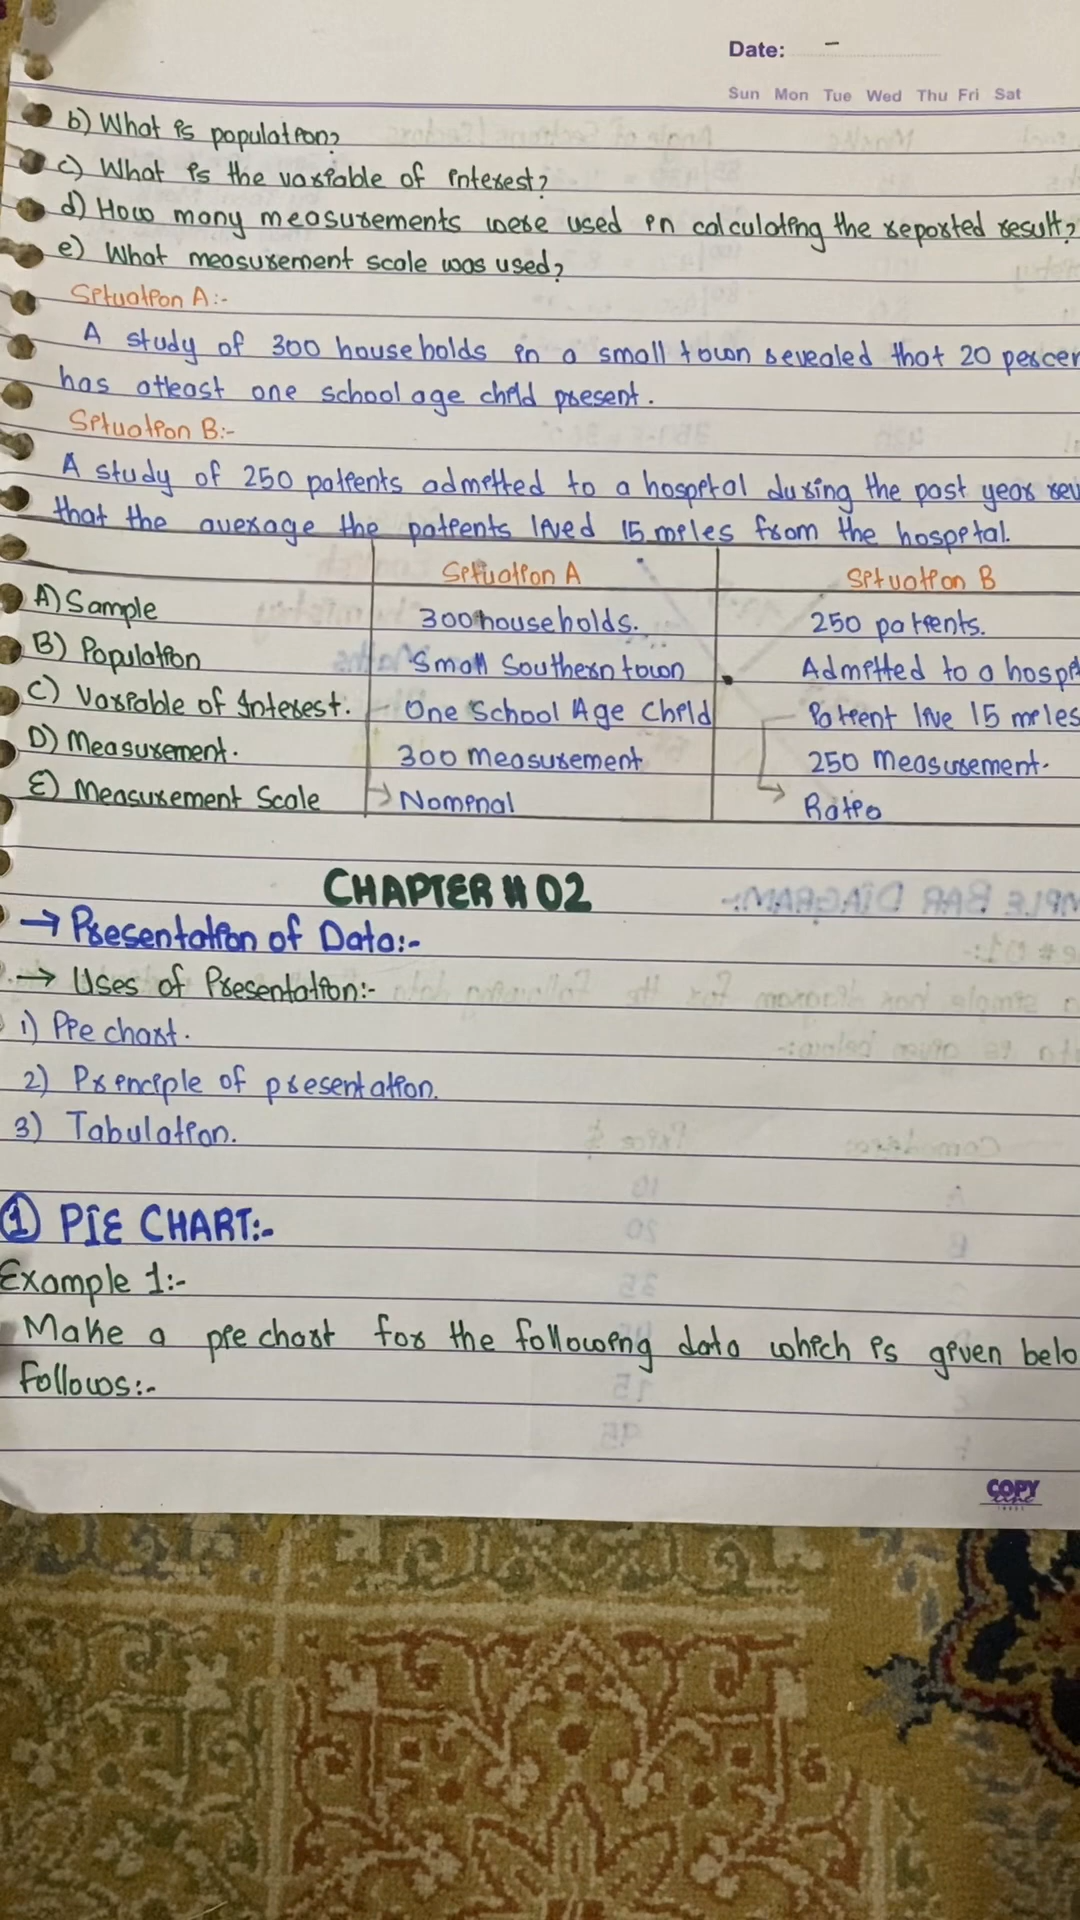 Date: -
Sun Mon Tue Wed Thu Fri Sat
b) What is population?
c) What is the variable of interest?
d) How many measurements were used in calculating the reported result?
e) What measurement scale was used?
Situation A:-
A study of 300 households in a small town revealed that 20 percen
has atleast one school age child present.
Situation B:-
A study of 250 patients admitted to a hospital during the past year rev
that the average the patients lived 15 miles from the hospital.
Situation A Situation B
A) Sample 300 households. 250 patients.
B) Population Small Southern town Admitted to a hospi
C) Variable of Interest. One School Age Child Patient live 15 miles
D) Measurement. 300 measurement 250 measurement.
E) Measurement Scale → Nominal Ratio
CHAPTER # 02
→ Presentation of Data:-
→ Uses of Presentation:-
1) Pie chart.
2) Principle of presentation.
3) Tabulation.
1 PIE CHART:-
Example 1:-
Make a pie chart for the following data which is given belo
Follows:-
COPY